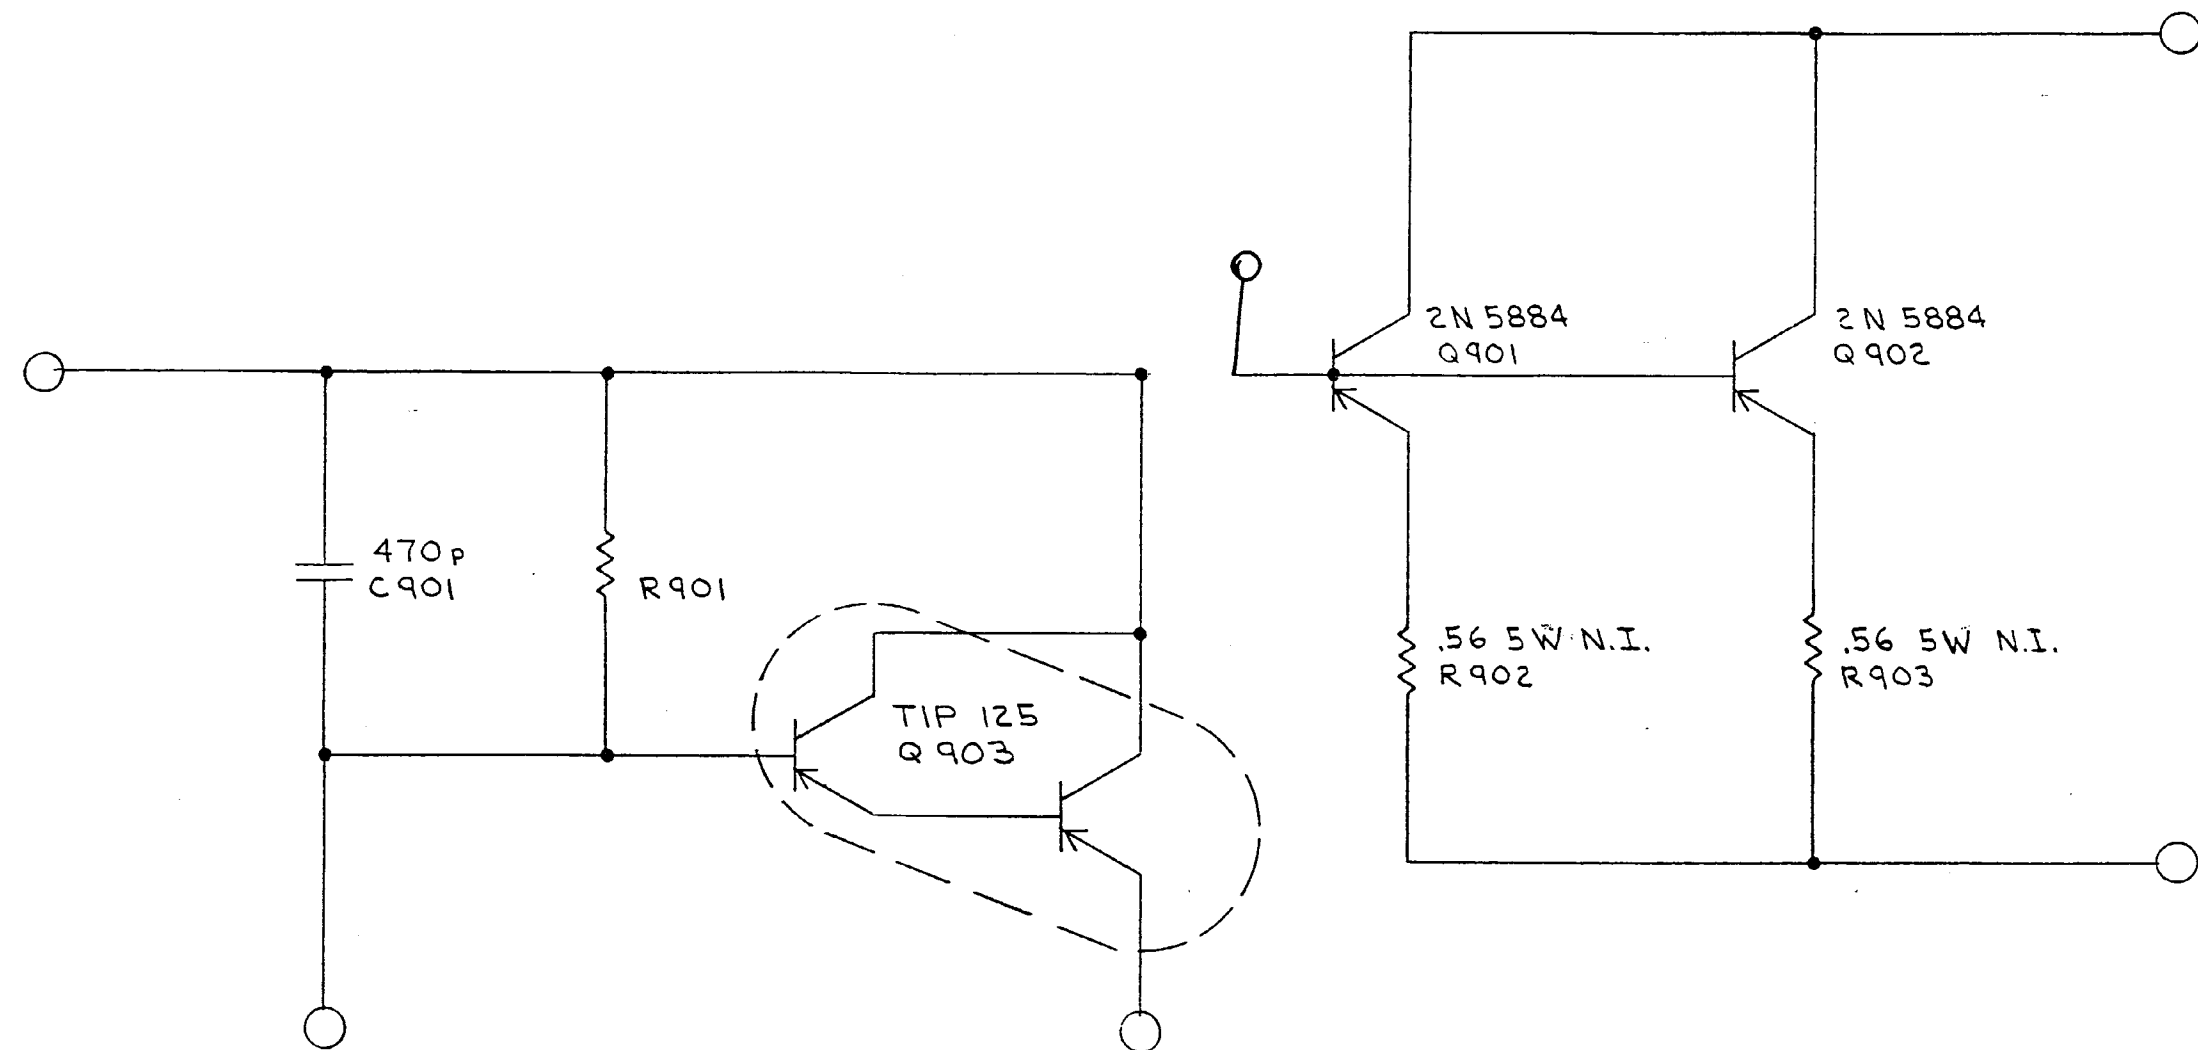 2N 5884
Q901
2N 5884
Q902
470p
C901
R901
.56 5W N.I.
R902
.56 5W N.I.
R903
TIP 125
Q903